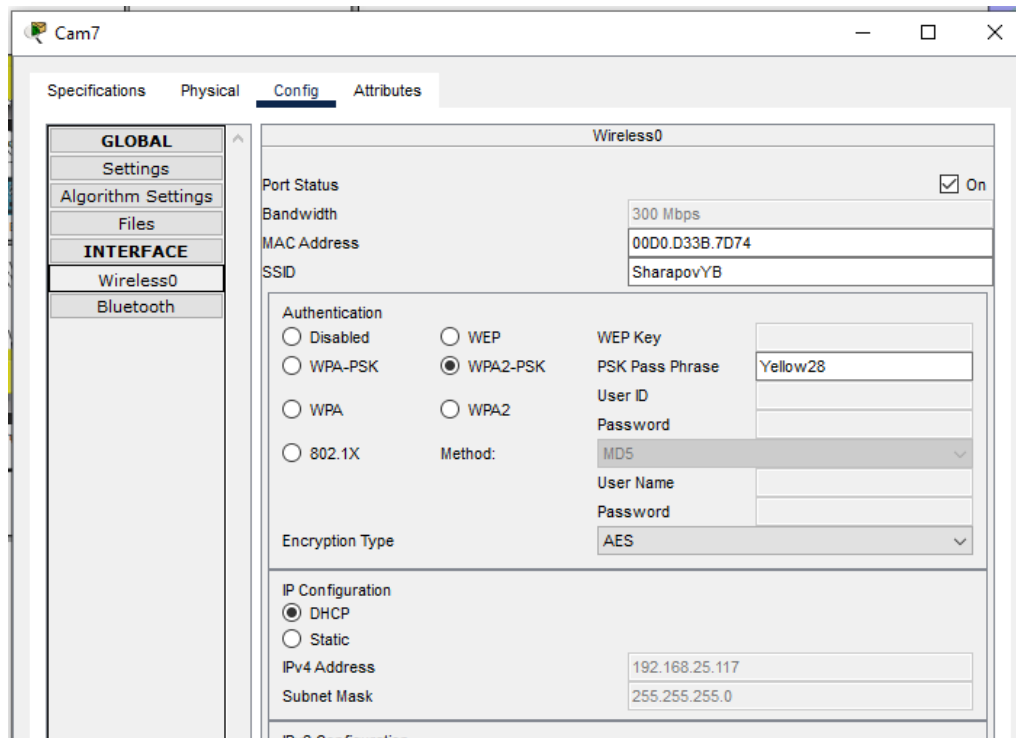 Cam7
Specifications Physical Config Attributes
GLOBAL
Settings
Algorithm Settings
Files
INTERFACE
Wireless0
Bluetooth
Wireless0
Port Status On
Bandwidth 300 Mbps
MAC Address 00D0.D33B.7D74
SSID SharapovYB
Authentication
Disabled WEP WEP Key
WPA-PSK WPA2-PSK PSK Pass Phrase Yellow28
User ID
WPA WPA2
Password
802.1X Method: MD5
User Name
Password
Encryption Type AES
IP Configuration
DHCP
Static
IPv4 Address 192.168.25.117
Subnet Mask 255.255.255.0